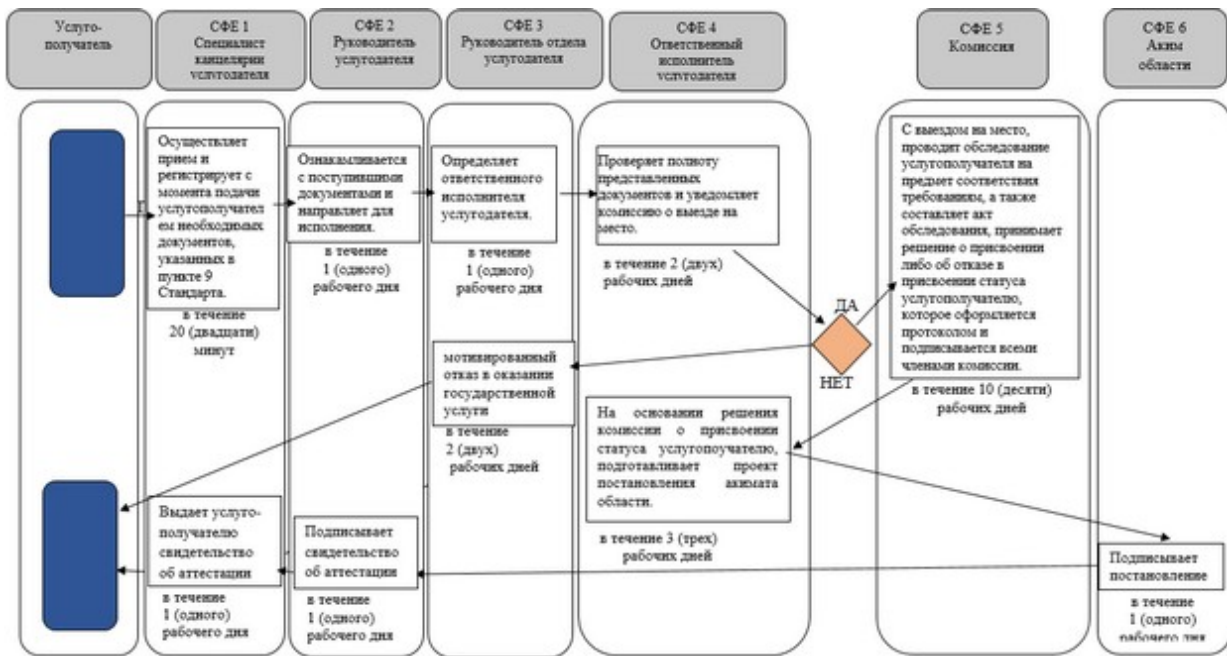 Услуго-
получатель
СФЕ 1
Специалист
канцелярии
услугодателя
СФЕ 2
Руководитель
услугодателя
СФЕ 3
Руководитель отдела
услугодателя
СФЕ 4
Ответственный
исполнитель
услугодателя
СФЕ 5
Комиссия
СФЕ 6
Аким
области
Осуществляет
прием и
регистрирует с
момента подачи
услугополучател
ем необходимых
документов,
указанных в
пункте 9
Стандарта.
в течение
20 (двадцати)
минут
Ознакамливается
с поступившими
документами и
направляет для
исполнения.
в течение
1 (одного)
рабочего дня
Определяет
ответственного
исполнителя
услугодателя.
в течение
1 (одного)
рабочего дня
Проверяет полноту
представленных
документов и уведомляет
комиссию о выезде на
место.
в течение 2 (двух)
рабочих дней
ДА
НЕТ
С выездом на место,
проводит обследование
услугополучателя на
предмет соответствия
требованиям, а также
составляет акт
обследования, принимает
решение о присвоении
либо об отказе в
присвоении статуса
услугополучателю,
которое оформляется
протоколом и
подписывается всеми
членами комиссии.
в течение 10 (десяти)
рабочих дней
мотивированный
отказ в оказании
государственной
услуги
в течение
2 (двух)
рабочих дней
На основании решения
комиссии о присвоении
статуса услугопоучателю,
подготавливает проект
постановления акимата
области.
в течение 3 (трех)
рабочих дней
Выдает услуго-
получателю
свидетельство
об аттестации
в течение
1 (одного)
рабочего дня
Подписывает
свидетельство
об аттестации
в течение
1 (одного)
рабочего дня
Подписывает
постановление
в течение
1 (одного)
рабочего дня